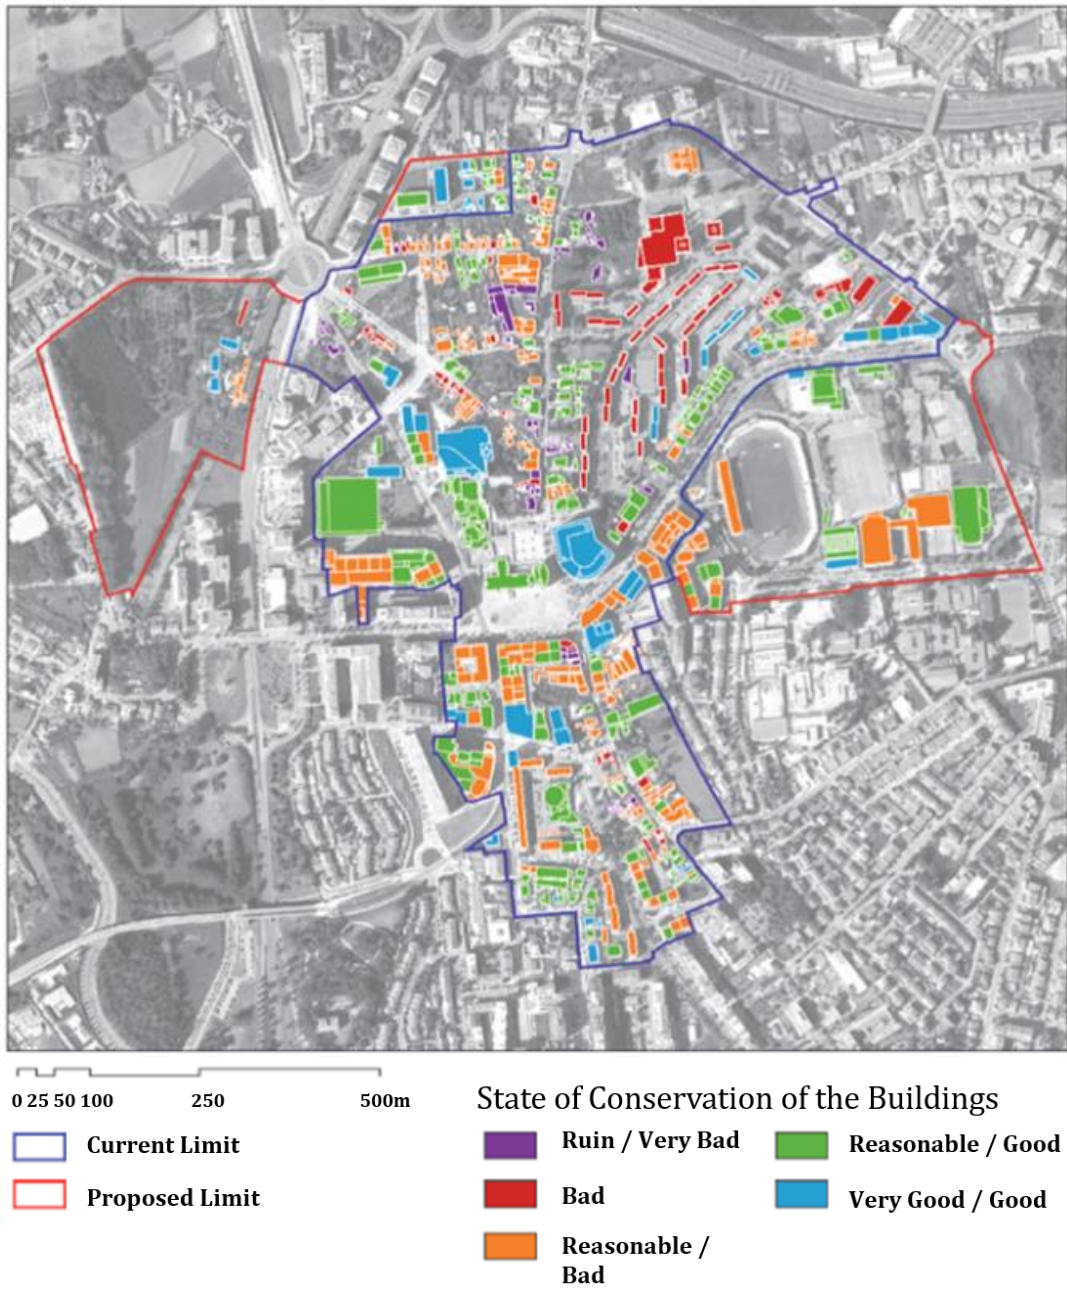 0 25 50 100 250 500m
State of Conservation of the Buildings
Current Limit
Proposed Limit
Ruin / Very Bad
Bad
Reasonable /
Bad
Reasonable / Good
Very Good / Good